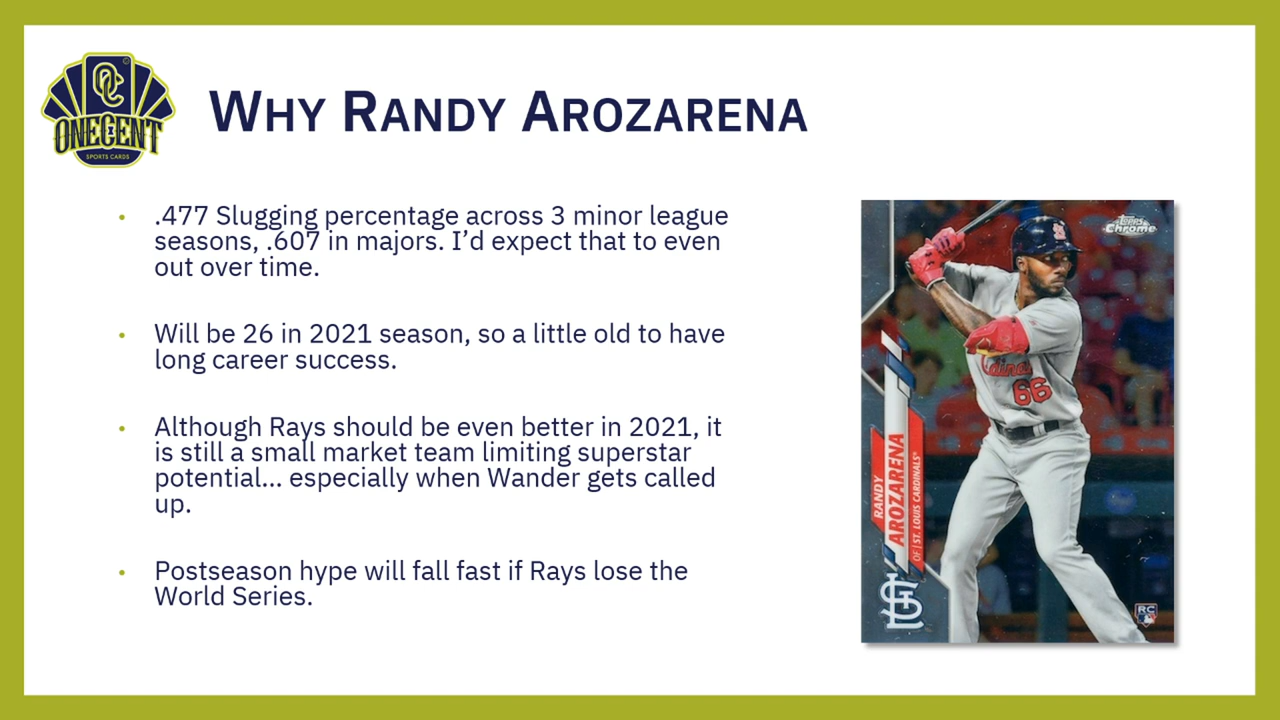 OC
ONECENT
SPORTS CARDS
WHY RANDY AROZARENA
• .477 Slugging percentage across 3 minor league
seasons, .607 in majors. I’d expect that to even
out over time.
• Will be 26 in 2021 season, so a little old to have
long career success.
• Although Rays should be even better in 2021, it
is still a small market team limiting superstar
potential... especially when Wander gets called
up.
• Postseason hype will fall fast if Rays lose the
World Series.
Topps
Chrome
Cardinals
66
RANDY
AROZARENA
OF | ST. LOUIS CARDINALS®
STL
RC